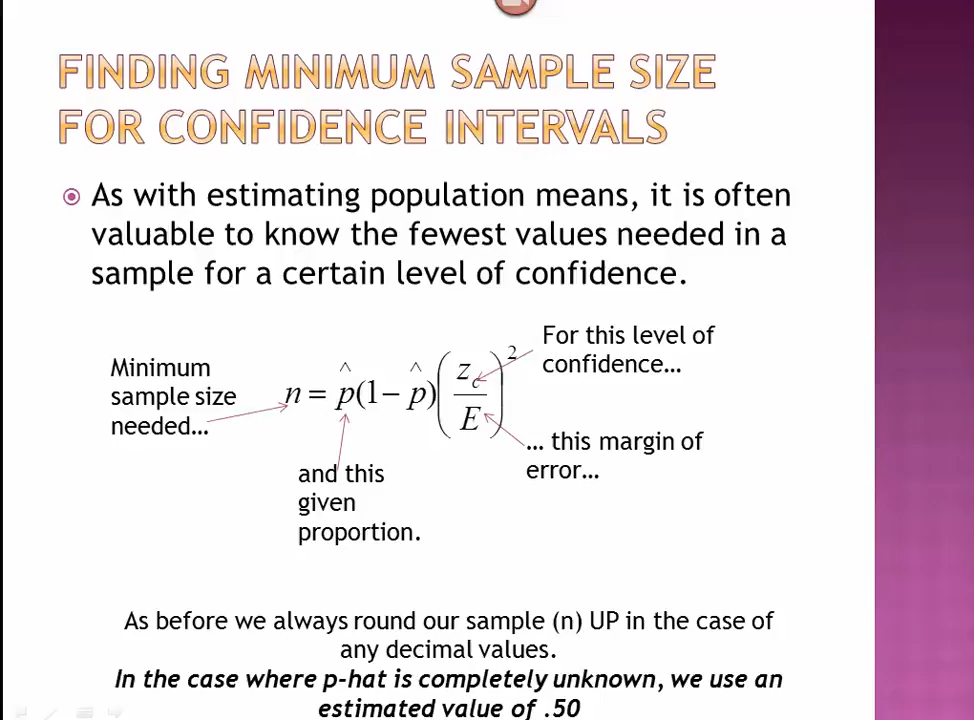 FINDING MINIMUM SAMPLE SIZE
FOR CONFIDENCE INTERVALS
As with estimating population means, it is often
valuable to know the fewest values needed in a
sample for a certain level of confidence.
For this level of
confidence…
Minimum
sample size
needed…
n = p̂(1 − p̂)(z_c / E)²
… this margin of
error…
and this
given
proportion.
As before we always round our sample (n) UP in the case of
any decimal values.
In the case where p-hat is completely unknown, we use an
estimated value of .50